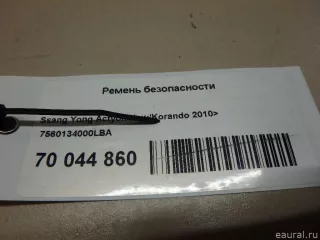 Ремень безопасности
Ssang Yong Korando 2010>
7560134000LBA
70 044 860
eaural.ru